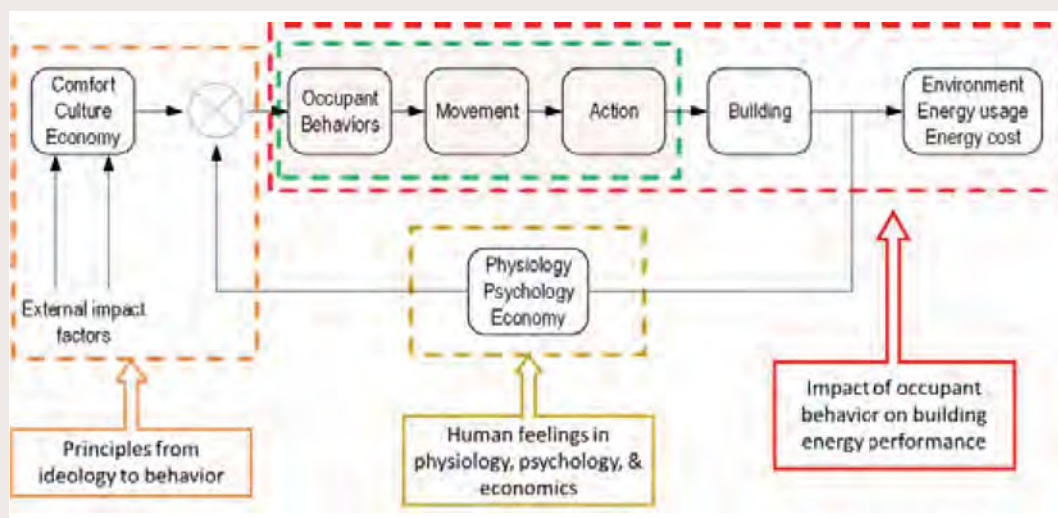 Comfort
Culture
Economy
Occupant
Behaviors
Movement
Action
Building
Environment
Energy usage
Energy cost
Physiology
Psychology
Economy
External impact
factors
Principles from
ideology to behavior
Human feelings in
physiology, psychology, &
economics
Impact of occupant
behavior on building
energy performance